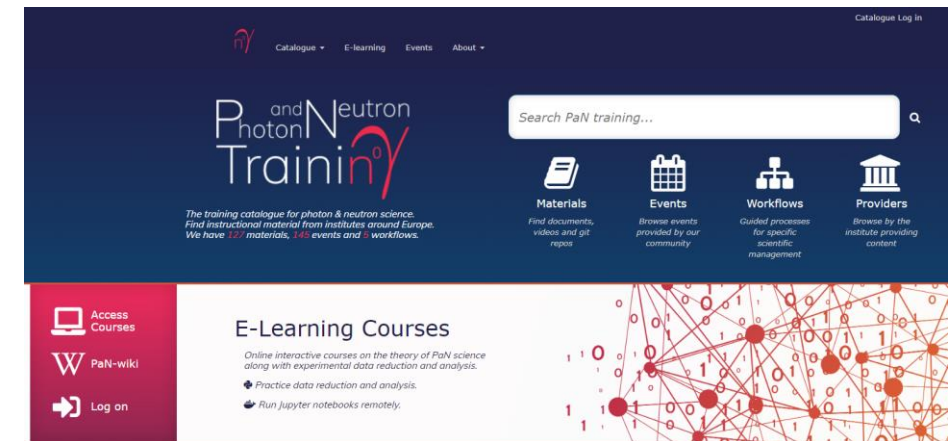 Catalogue Log in
n°γ Catalogue E-learning Events About
Photon and Neutron
Training
Search PaN training...
The training catalogue for photon & neutron science.
Find instructional material from institutes around Europe.
We have 127 materials, 145 events and 5 workflows.
Materials
Find documents,
videos and git
repos
Events
Browse events
provided by our
community
Workflows
Guided processes
for specific
scientific
management
Providers
Browse by the
institute providing
content
Access
Courses
W PaN-wiki
Log on
E-Learning Courses
Online interactive courses on the theory of PaN science
along with experimental data reduction and analysis.
Practice data reduction and analysis.
Run Jupyter notebooks remotely.